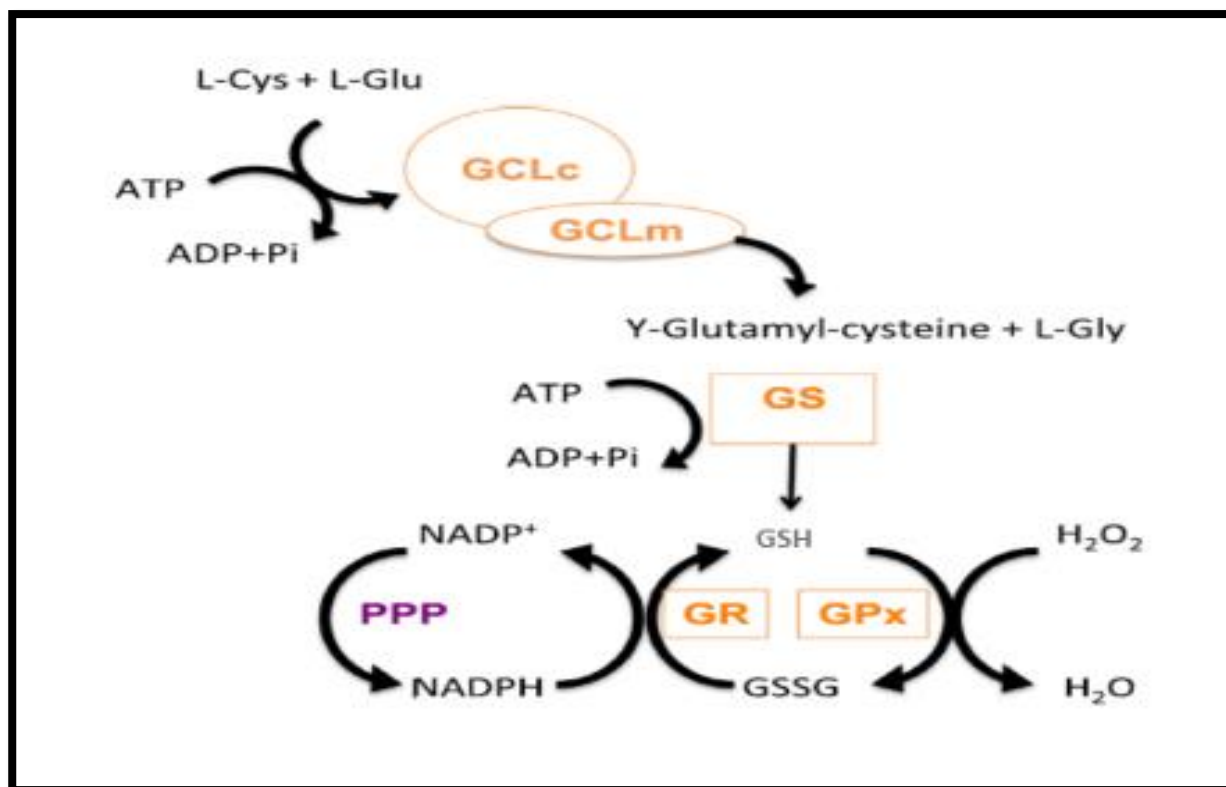 L-Cys + L-Glu
GCLc
ATP
GCLm
ADP+Pi
Y-Glutamyl-cysteine + L-Gly
ATP
GS
ADP+Pi
NADP⁺
GSH
H₂O₂
PPP
GR
GPx
NADPH
GSSG
H₂O